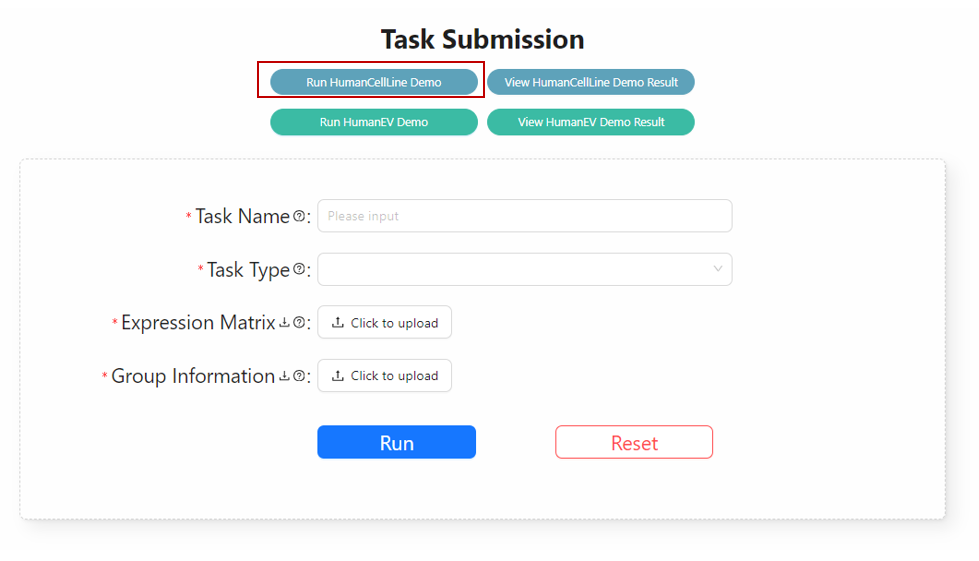 Task Submission
Run HumanCellLine Demo
View HumanCellLine Demo Result
Run HumanEV Demo
View HumanEV Demo Result
* Task Name ? :
Please input
* Task Type ? :
* Expression Matrix ? :
Click to upload
* Group Information ? :
Click to upload
Run
Reset